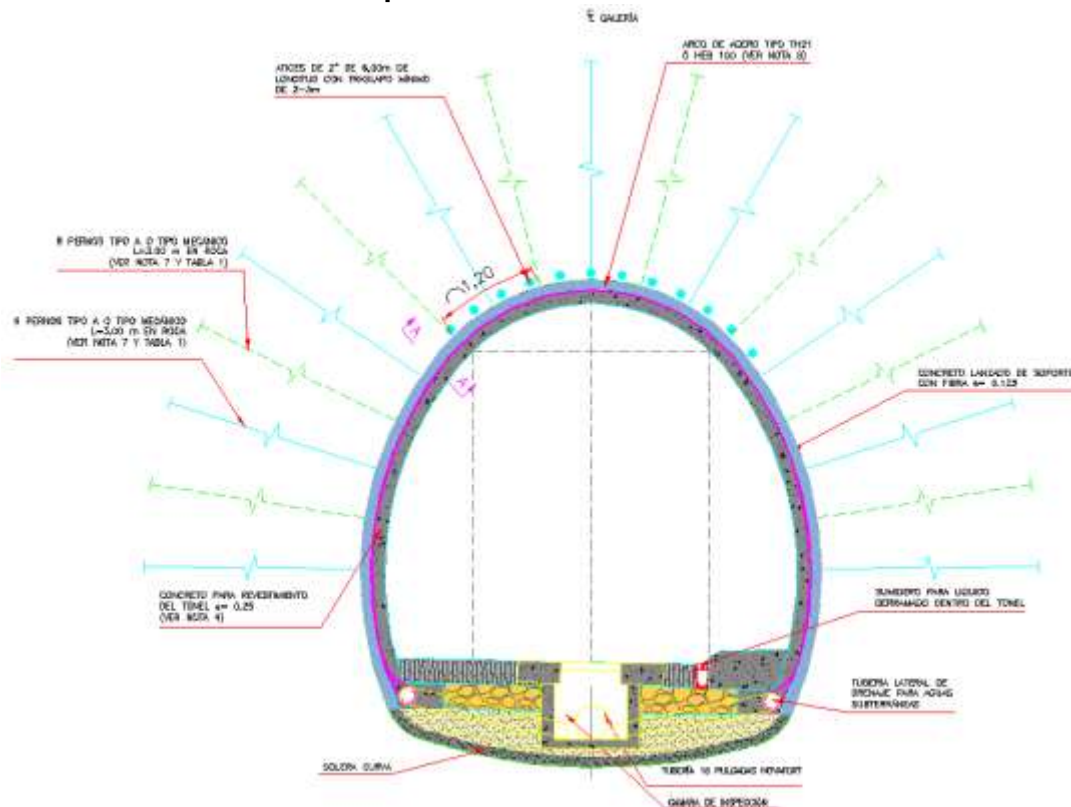 ℄ GALERÍA
ARCO DE ACERO TIPO TH21
O HEB 100 (VER NOTA 8)
DE 2" DE 6,00m DE
LONGITUD CON TRASLAPO MÍNIMO
DE 2-3m
PERNOS TIPO A O TIPO MECÁNICO
L=3.00 m EN ROCA
(VER NOTA 7 Y TABLA 1)
1,20
A
A
PERNOS TIPO A O TIPO MECÁNICO
L=3,00 m EN ROCA
(VER NOTA 7 Y TABLA 1)
CONCRETO LANZADO DE SOPORTE
CON FIBRA e= 0.125
CONCRETO PARA REVESTIMIENTO
DEL TÚNEL e= 0,25
(VER NOTA 4)
SUMIDERO PARA LIQUIDO
DERRAMADO DENTRO DEL TÚNEL
TUBERÍA LATERAL DE
DRENAJE PARA AGUAS
SUBTERRÁNEAS
SOLERA CURVA
TUBERÍA 18 PULGADAS NOVAFORT
CÁMARA DE INSPECCIÓN